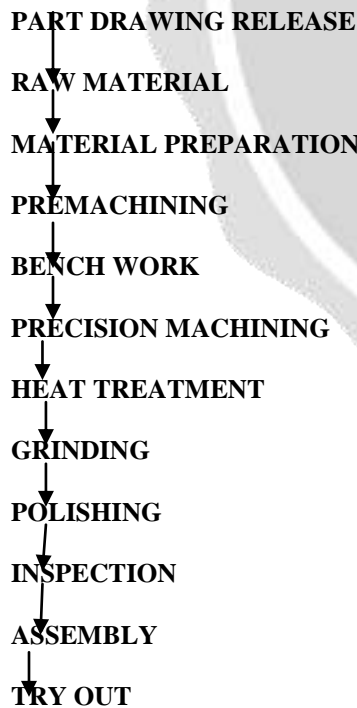 PART DRAWING RELEASE
RAW MATERIAL
MATERIAL PREPARATION
PREMACHINING
BENCH WORK
PRECISION MACHINING
HEAT TREATMENT
GRINDING
POLISHING
INSPECTION
ASSEMBLY
TRY OUT